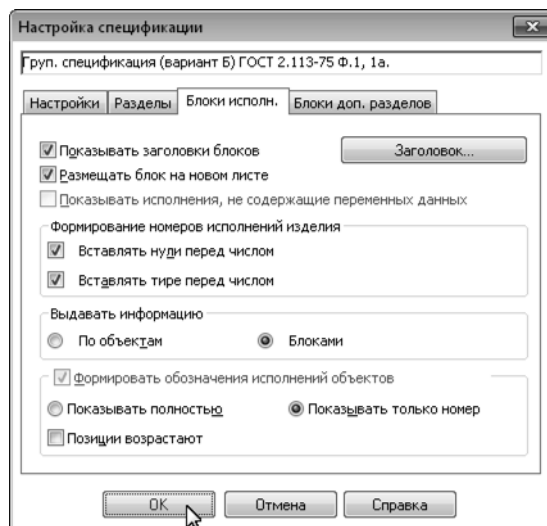 Настройка спецификации
Груп. спецификация (вариант Б) ГОСТ 2.113-75 Ф.1, 1а.
Настройки Разделы Блоки исполн. Блоки доп. разделов
Показывать заголовки блоков Заголовок...
Размещать блок на новом листе
Показывать исполнения, не содержащие переменных данных
Формирование номеров исполнений изделия
Вставлять нули перед числом
Вставлять тире перед числом
Выдавать информацию
По объектам Блоками
Формировать обозначения исполнений объектов
Показывать полностью Показывать только номер
Позиции возрастают
OK Отмена Справка